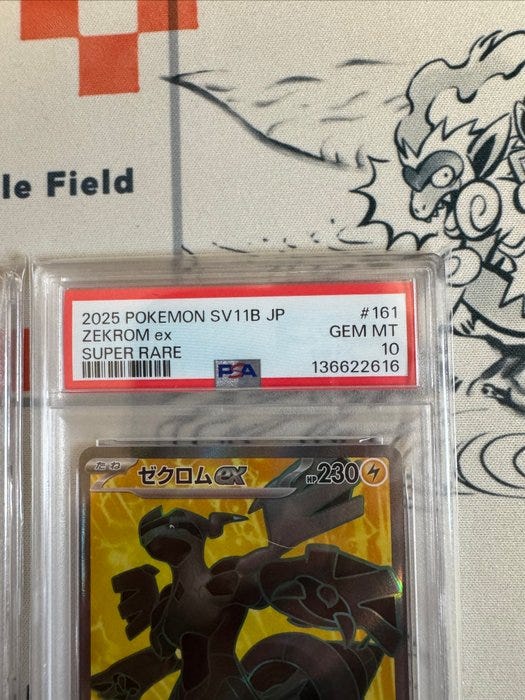 le Field
2025 POKEMON SV11B JP #161
ZEKROM ex GEM MT
SUPER RARE 10
PSA 136622616
たね ゼクロムex HP230